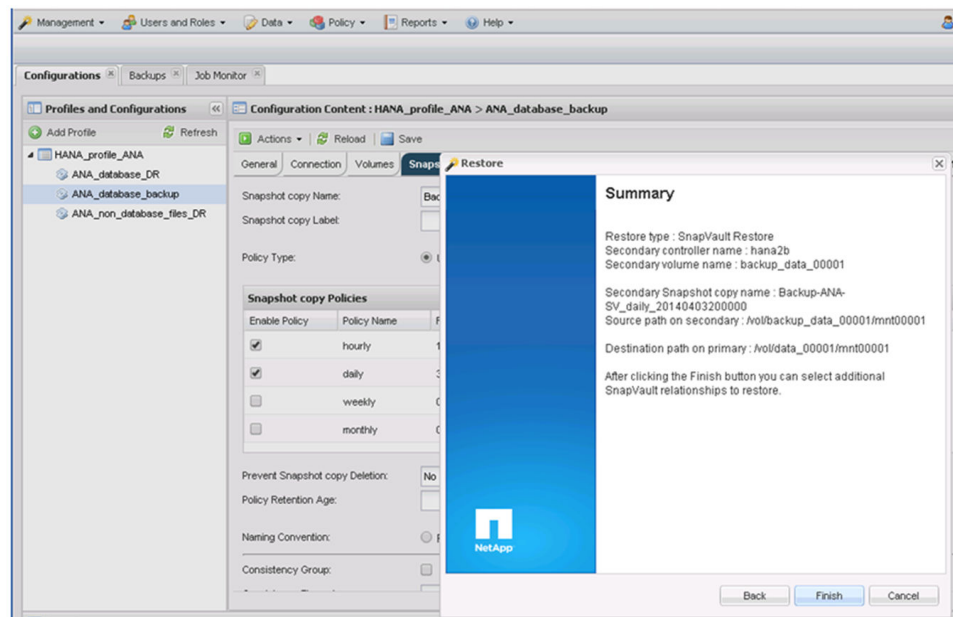 Management Users and Roles Data Policy Reports Help
Configurations Backups Job Monitor
Profiles and Configurations
Configuration Content : HANA_profile_ANA > ANA_database_backup
Add Profile Refresh
Actions Reload Save
HANA_profile_ANA
ANA_database_DR
ANA_database_backup
ANA_non_database_files_DR
General Connection Volumes Snaps
Snapshot copy Name: Bac
Snapshot copy Label:
Policy Type:
Snapshot copy Policies
Enable Policy Policy Name
hourly
daily
weekly
monthly
Prevent Snapshot copy Deletion: No
Policy Retention Age:
Naming Convention:
Consistency Group:
Restore
Summary
Restore type : SnapVault Restore
Secondary controller name : hana2b
Secondary volume name : backup_data_00001
Secondary Snapshot copy name : Backup-ANA-
SV_daily_20140403200000
Source path on secondary : /vol/backup_data_00001/mnt00001
Destination path on primary : /vol/data_00001/mnt00001
After clicking the Finish button you can select additional
SnapVault relationships to restore.
NetApp
Back Finish Cancel